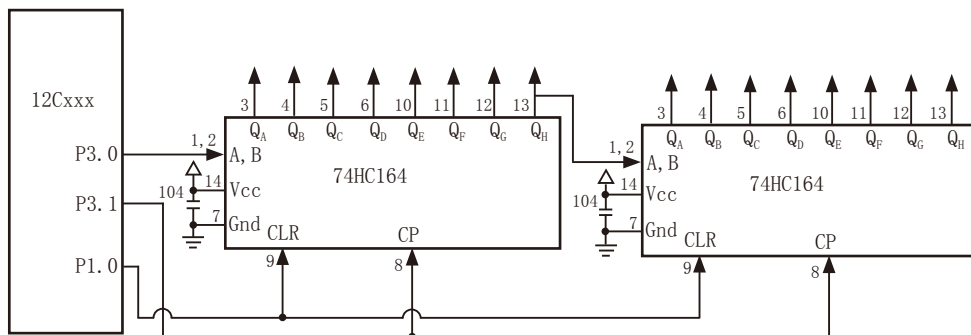 12Cxxx
P3.0
P3.1
P1.0
3 4 5 6 10 11 12 13
QA QB QC QD QE QF QG QH
1,2 A,B
74HC164
14 Vcc
104
7 Gnd
CLR CP
9 8
3 4 5 6 10 11 12 13
QA QB QC QD QE QF QG QH
1,2 A,B
74HC164
14 Vcc
104
7 Gnd
CLR CP
9 8